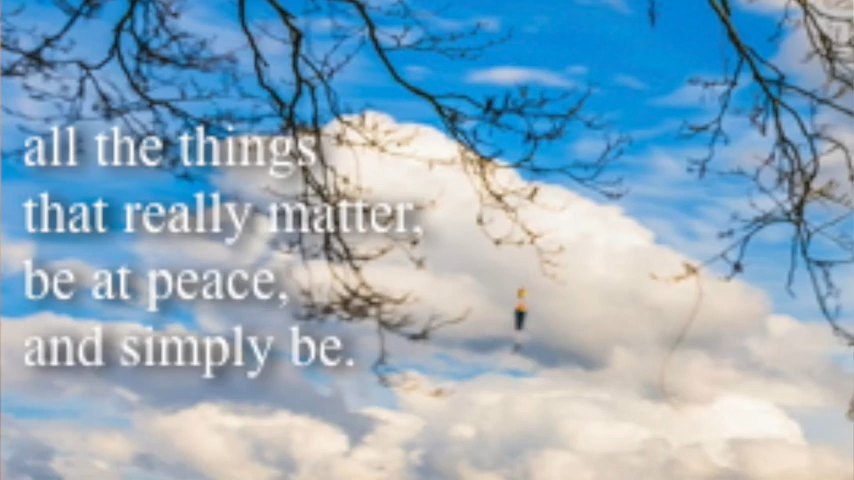 all the things
that really matter,
be at peace,
and simply be.